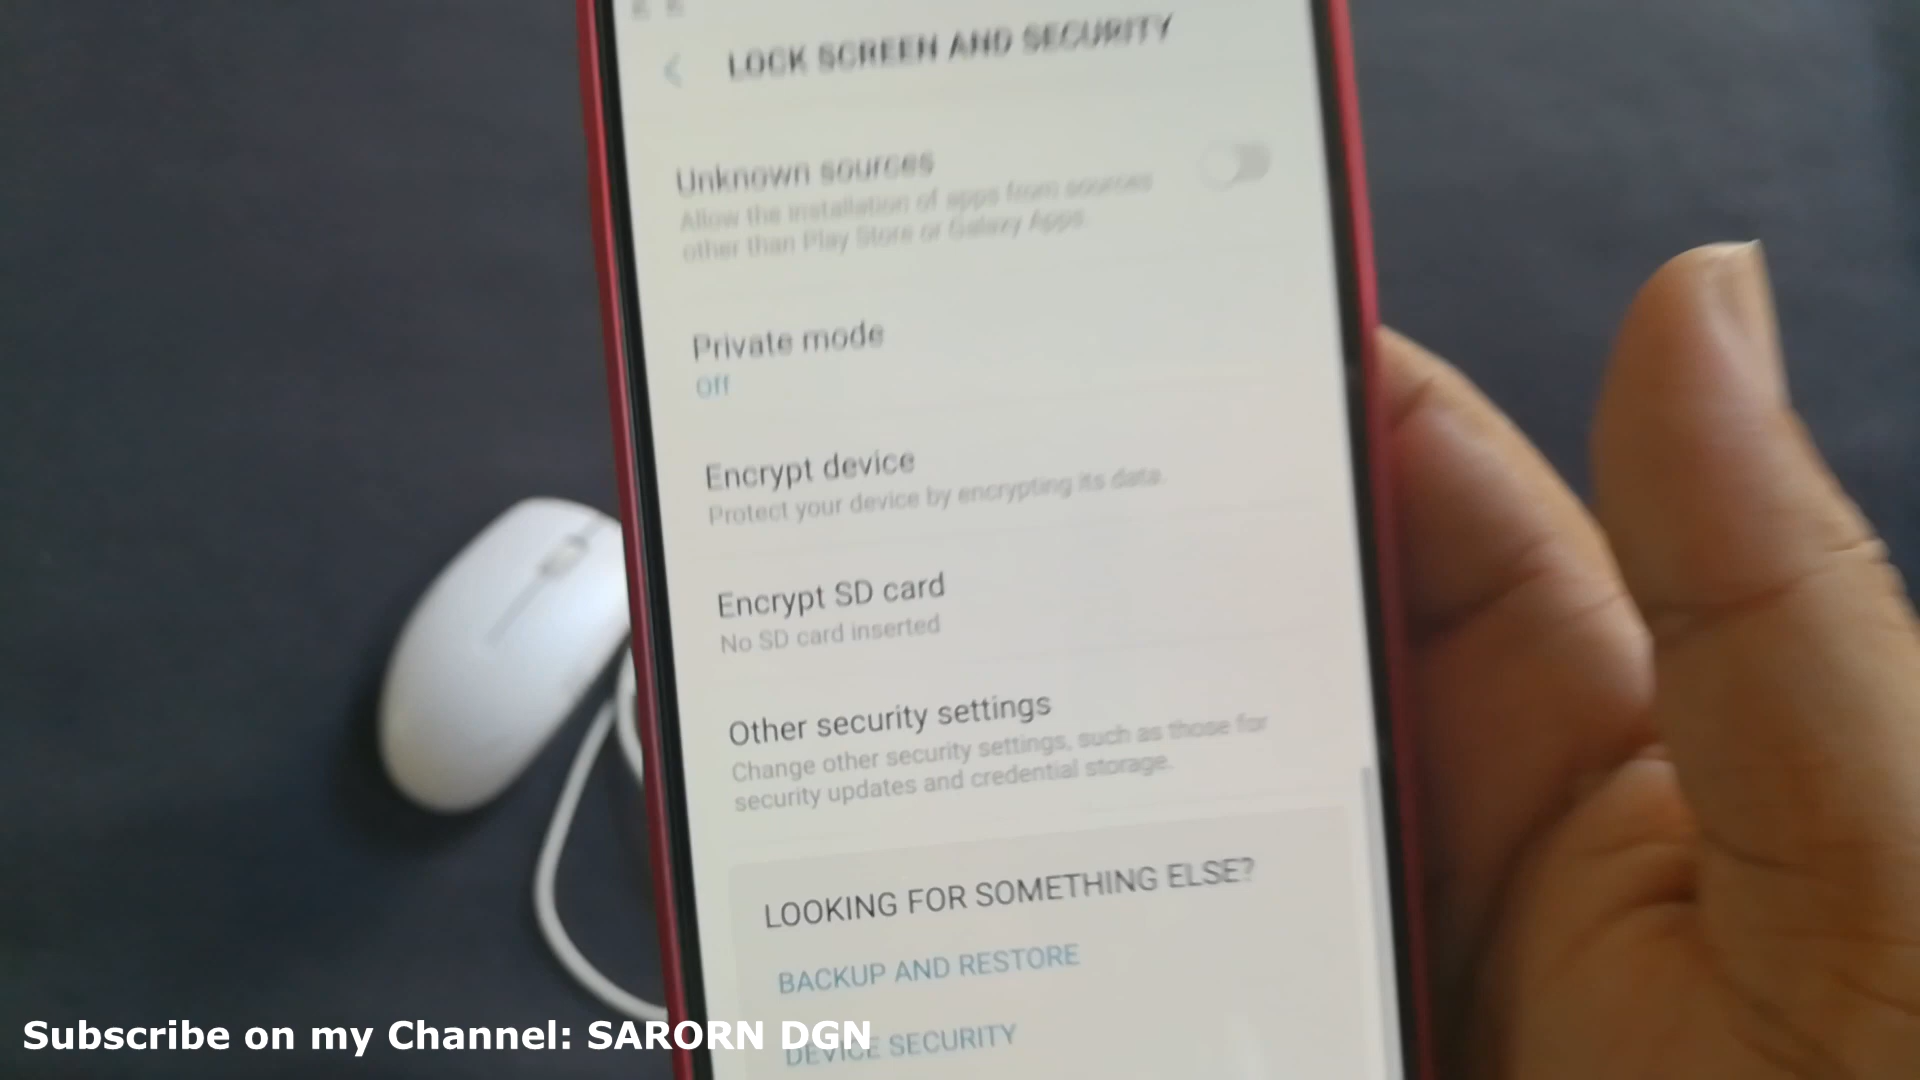 LOCK SCREEN AND SECURITY
Unknown sources
Allow the installation of apps from sources
other than Play Store or Galaxy Apps.
Private mode
Off
Encrypt device
Protect your device by encrypting its data.
Encrypt SD card
No SD card inserted
Other security settings
Change other security settings, such as those for
security updates and credential storage.
LOOKING FOR SOMETHING ELSE?
BACKUP AND RESTORE
DEVICE SECURITY
Subscribe on my Channel: SARORN DGN